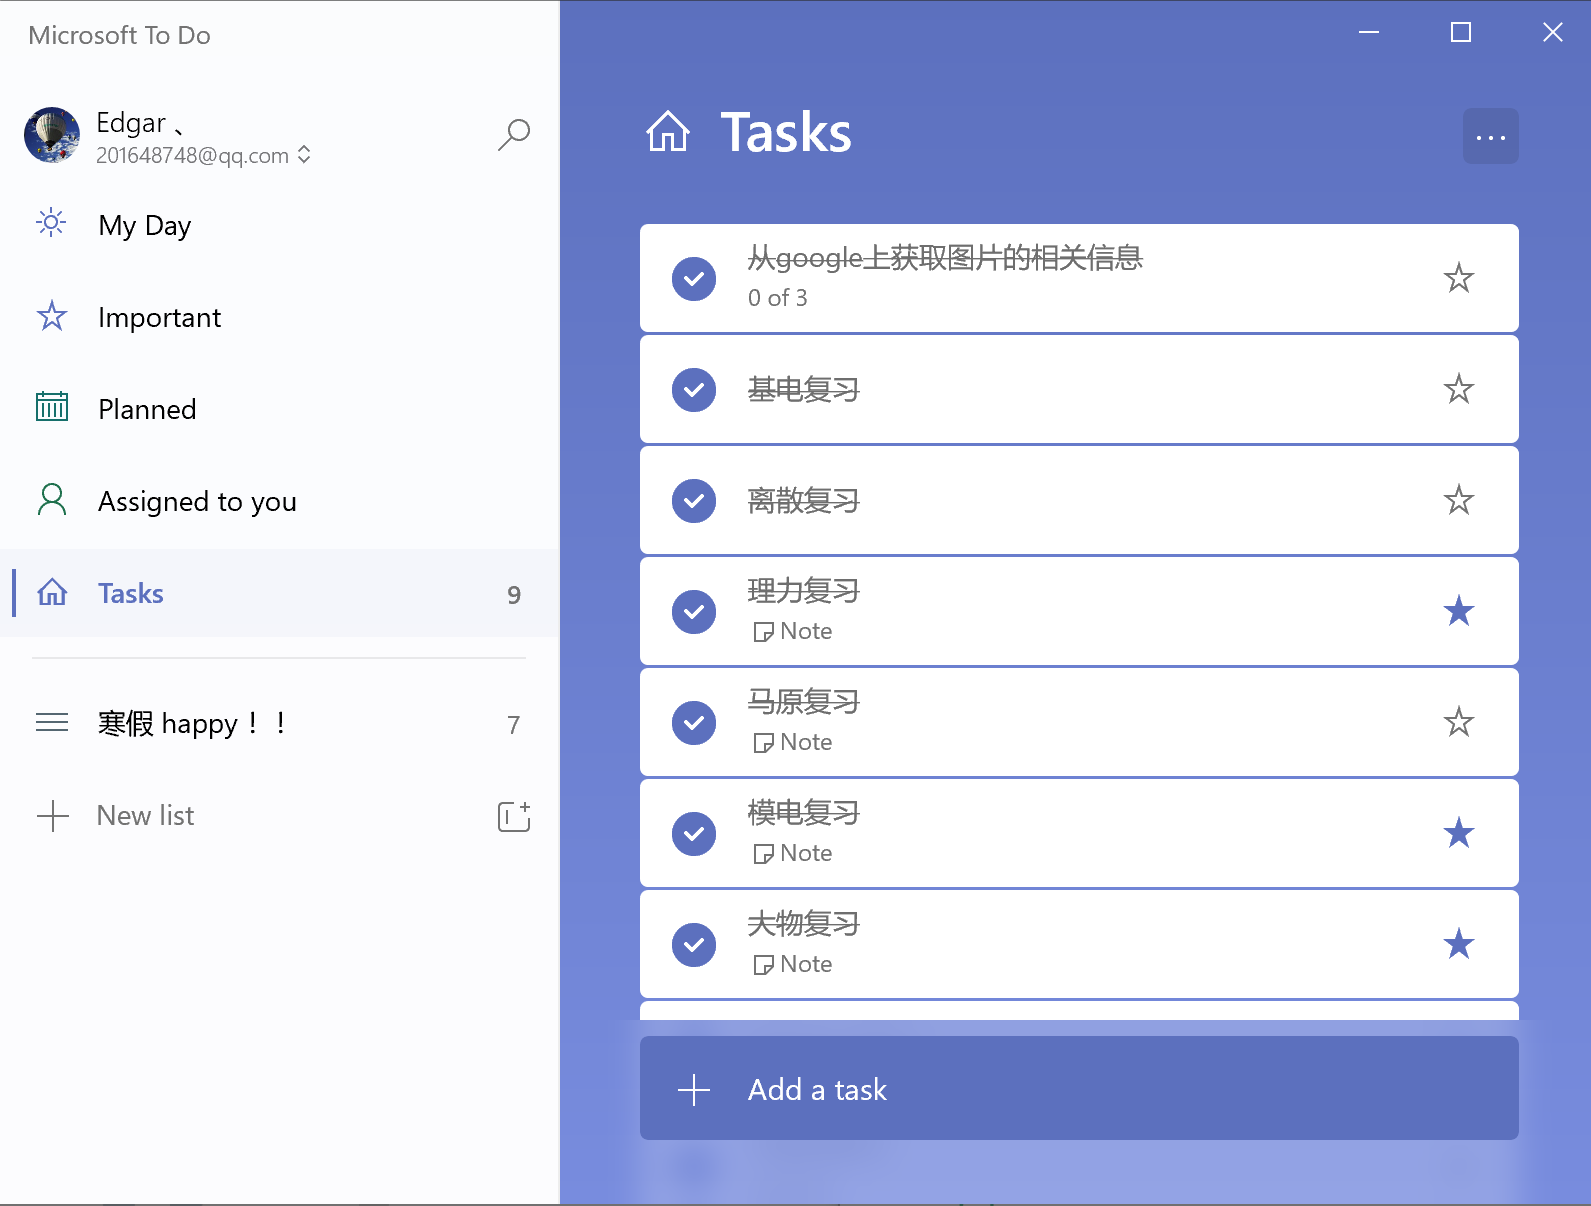 Microsoft To Do
Edgar 、
201648748@qq.com
My Day
Important
Planned
Assigned to you
Tasks 9
寒假 happy！！ 7
New list
Tasks
从google上获取图片的相关信息
0 of 3
基电复习
离散复习
理力复习
Note
马原复习
Note
模电复习
Note
大物复习
Note
Add a task